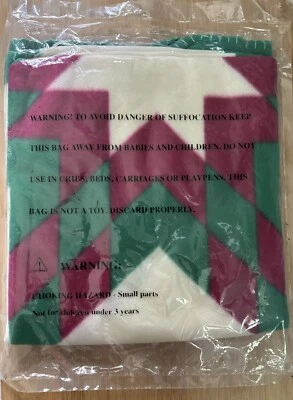 WARNING! TO AVOID DANGER OF SUFFOCATION KEEP
THIS BAG AWAY FROM BABIES AND CHILDREN. DO NOT
USE IN CRIBS, BEDS, CARRIAGES OR PLAYPENS. THIS
BAG IS NOT A TOY. DISCARD PROPERLY.
⚠ WARNING:
CHOKING HAZARD - Small parts
Not for children under 3 years